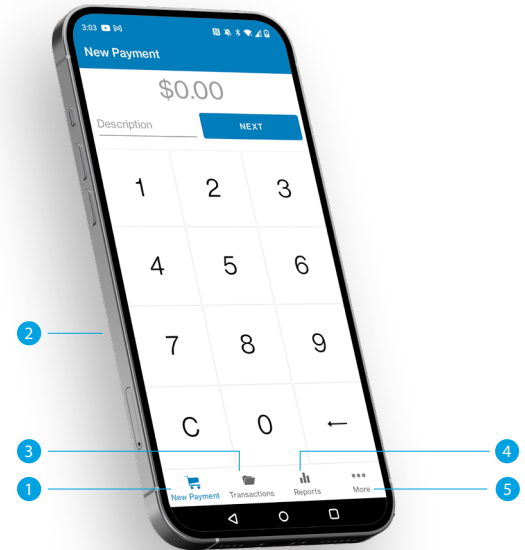 3:03
New Payment
$0.00
Description
NEXT
1 2 3
4 5 6
7 8 9
C 0 ←
New Payment Transactions Reports More
2
3
4
1
5